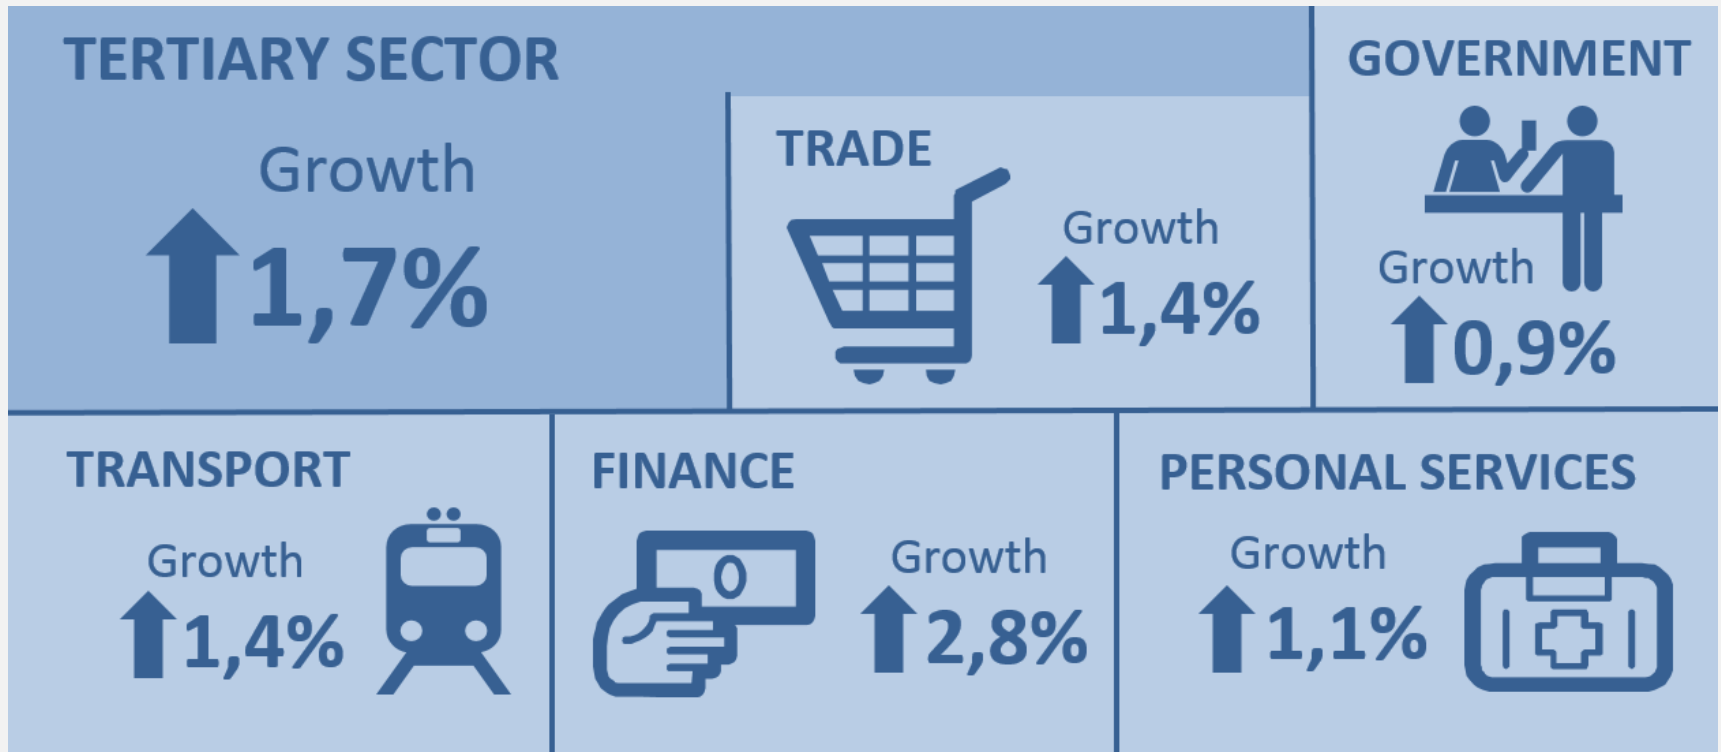 TERTIARY SECTOR
Growth
1,7%
TRADE
Growth
1,4%
GOVERNMENT
Growth
0,9%
TRANSPORT
Growth
1,4%
FINANCE
0
Growth
2,8%
PERSONAL SERVICES
Growth
1,1%